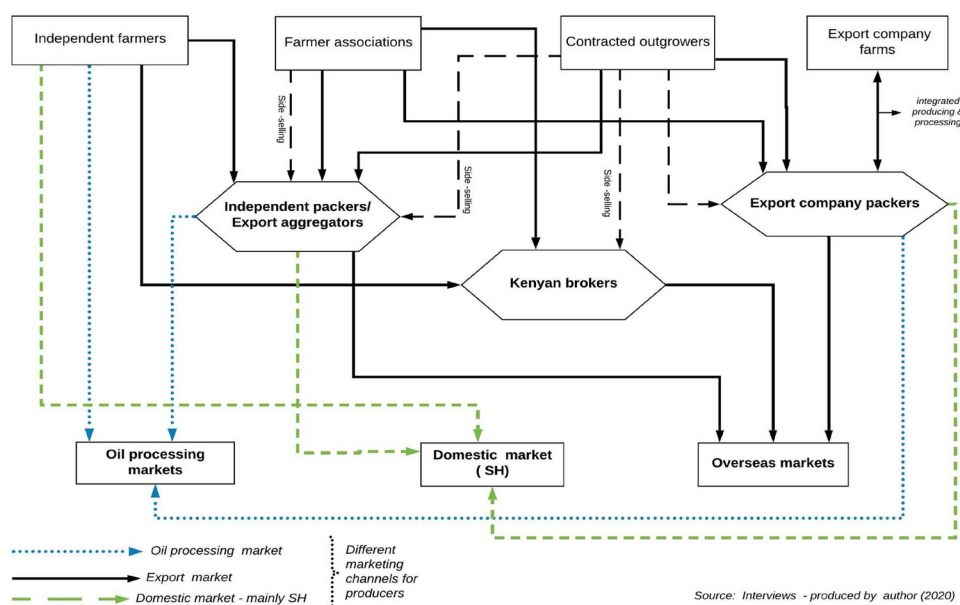 Independent farmers
Farmer associations
Contracted outgrowers
Export company
farms
integrated
producing &
processing
Side -selling
Side -selling
Side -selling
Independent packers/
Export aggregators
Export company packers
Kenyan brokers
Oil processing
markets
Domestic market
( SH)
Overseas markets
Oil processing market
Export market
Domestic market - mainly SH
Different
marketing
channels for
producers
Source: Interviews - produced by author (2020)